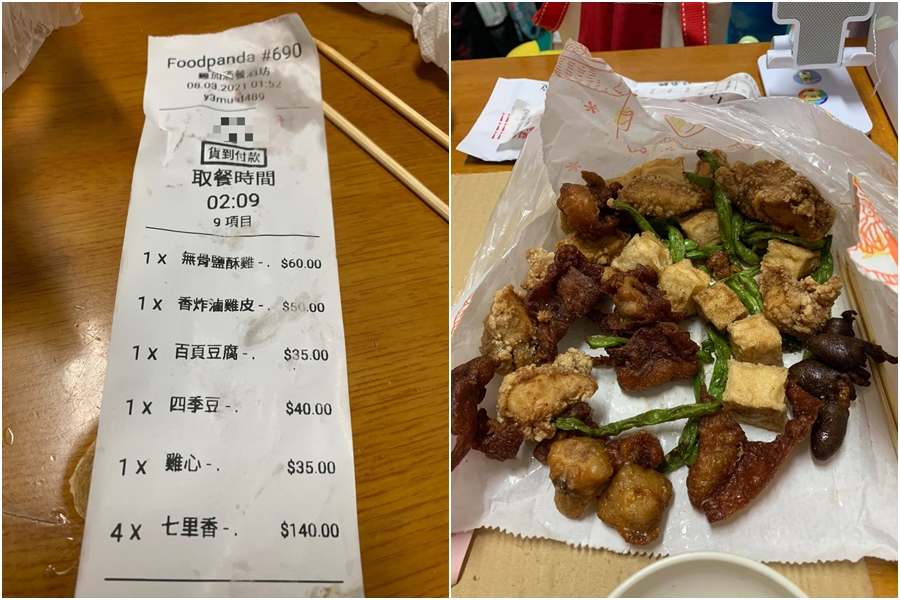 Foodpanda #690
08.03.2021 01:52
貨到付款
取餐時間
02:09
9 項目
1 x 無骨鹽酥雞 - . $60.00
1 x 香炸滷雞皮 - . $50.00
1 x 百頁豆腐 - . $35.00
1 x 四季豆 - . $40.00
1 x 雞心 - . $35.00
4 x 七里香 - . $140.00